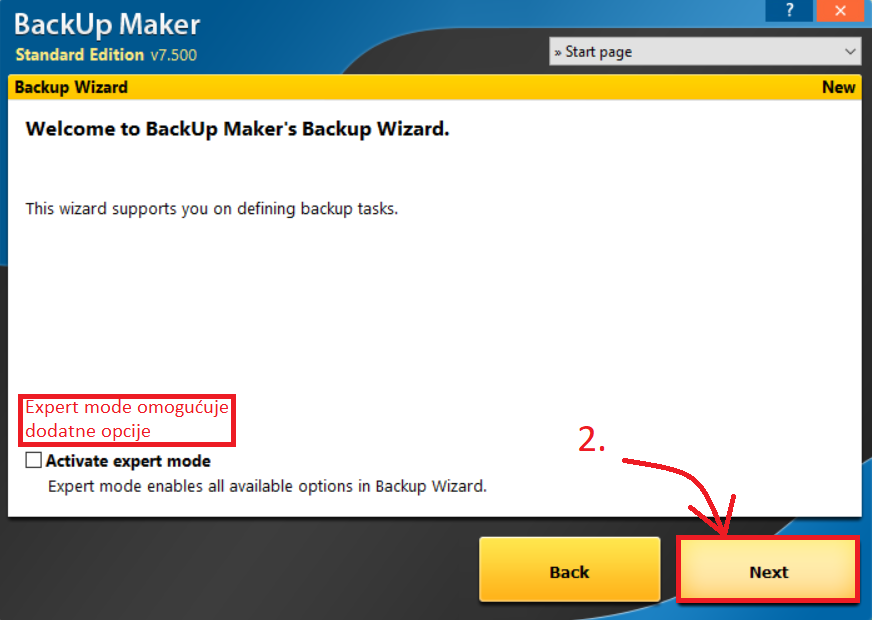 BackUp Maker
?
Standard Edition v7.500
» Start page
Backup Wizard New
Welcome to BackUp Maker's Backup Wizard.
This wizard supports you on defining backup tasks.
Expert mode omogućuje
dodatne opcije
2.
Activate expert mode
Expert mode enables all available options in Backup Wizard.
Back Next